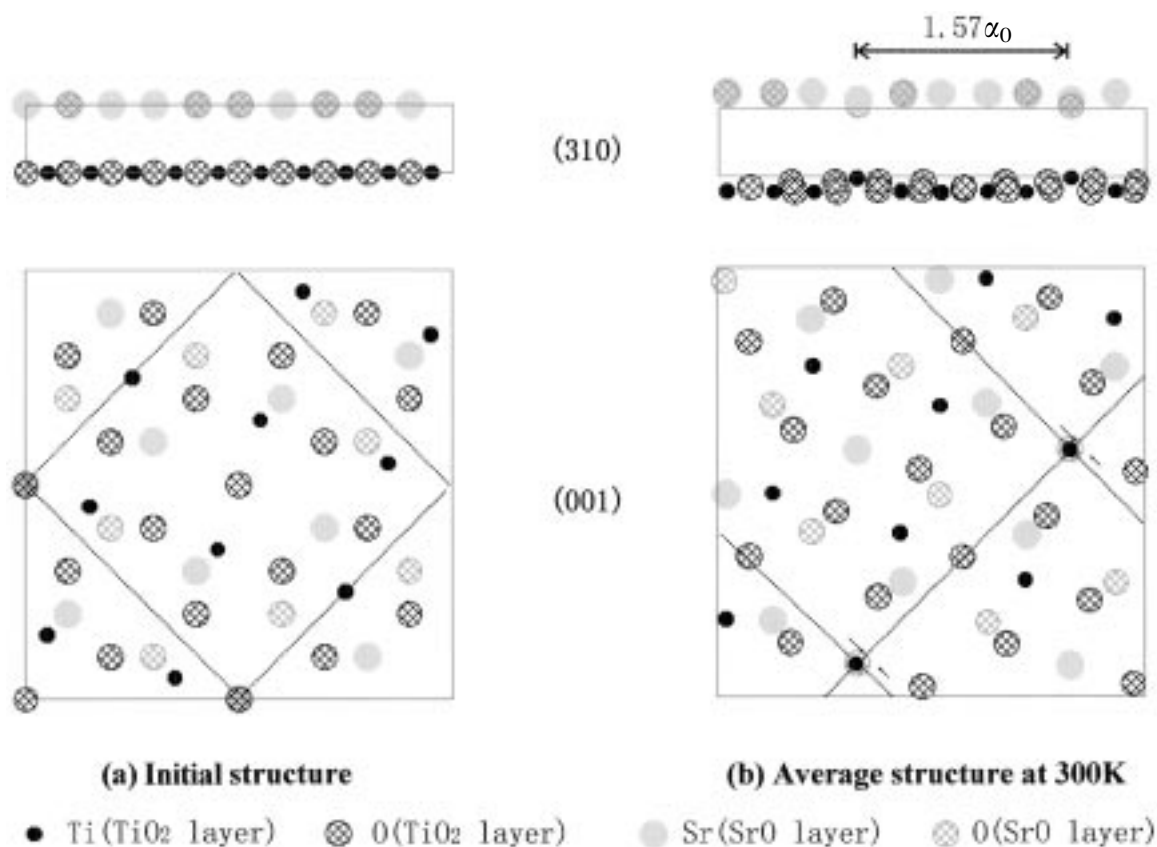 1.57α₀
(310)
(001)
(a) Initial structure
(b) Average structure at 300K
Ti(TiO₂ layer) O(TiO₂ layer) Sr(SrO layer) O(SrO layer)